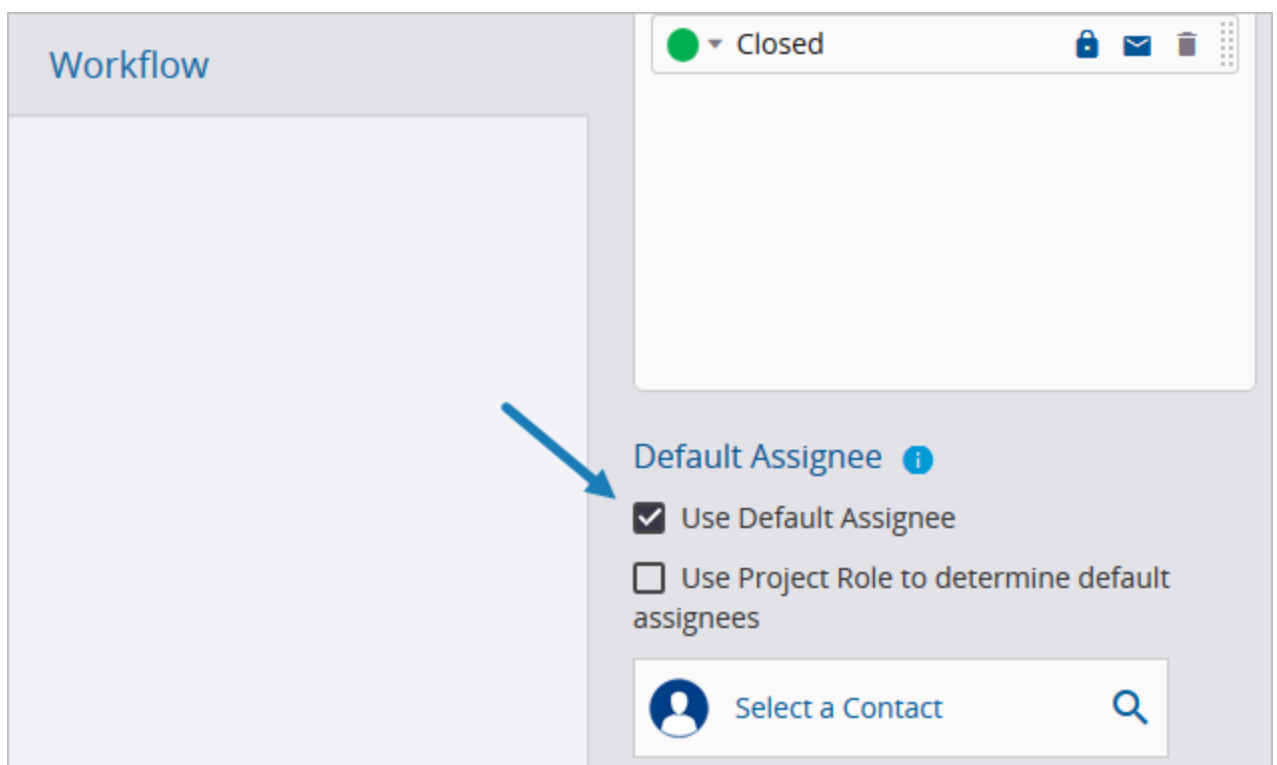 Workflow
Closed
Default Assignee
Use Default Assignee
Use Project Role to determine default
assignees
Select a Contact